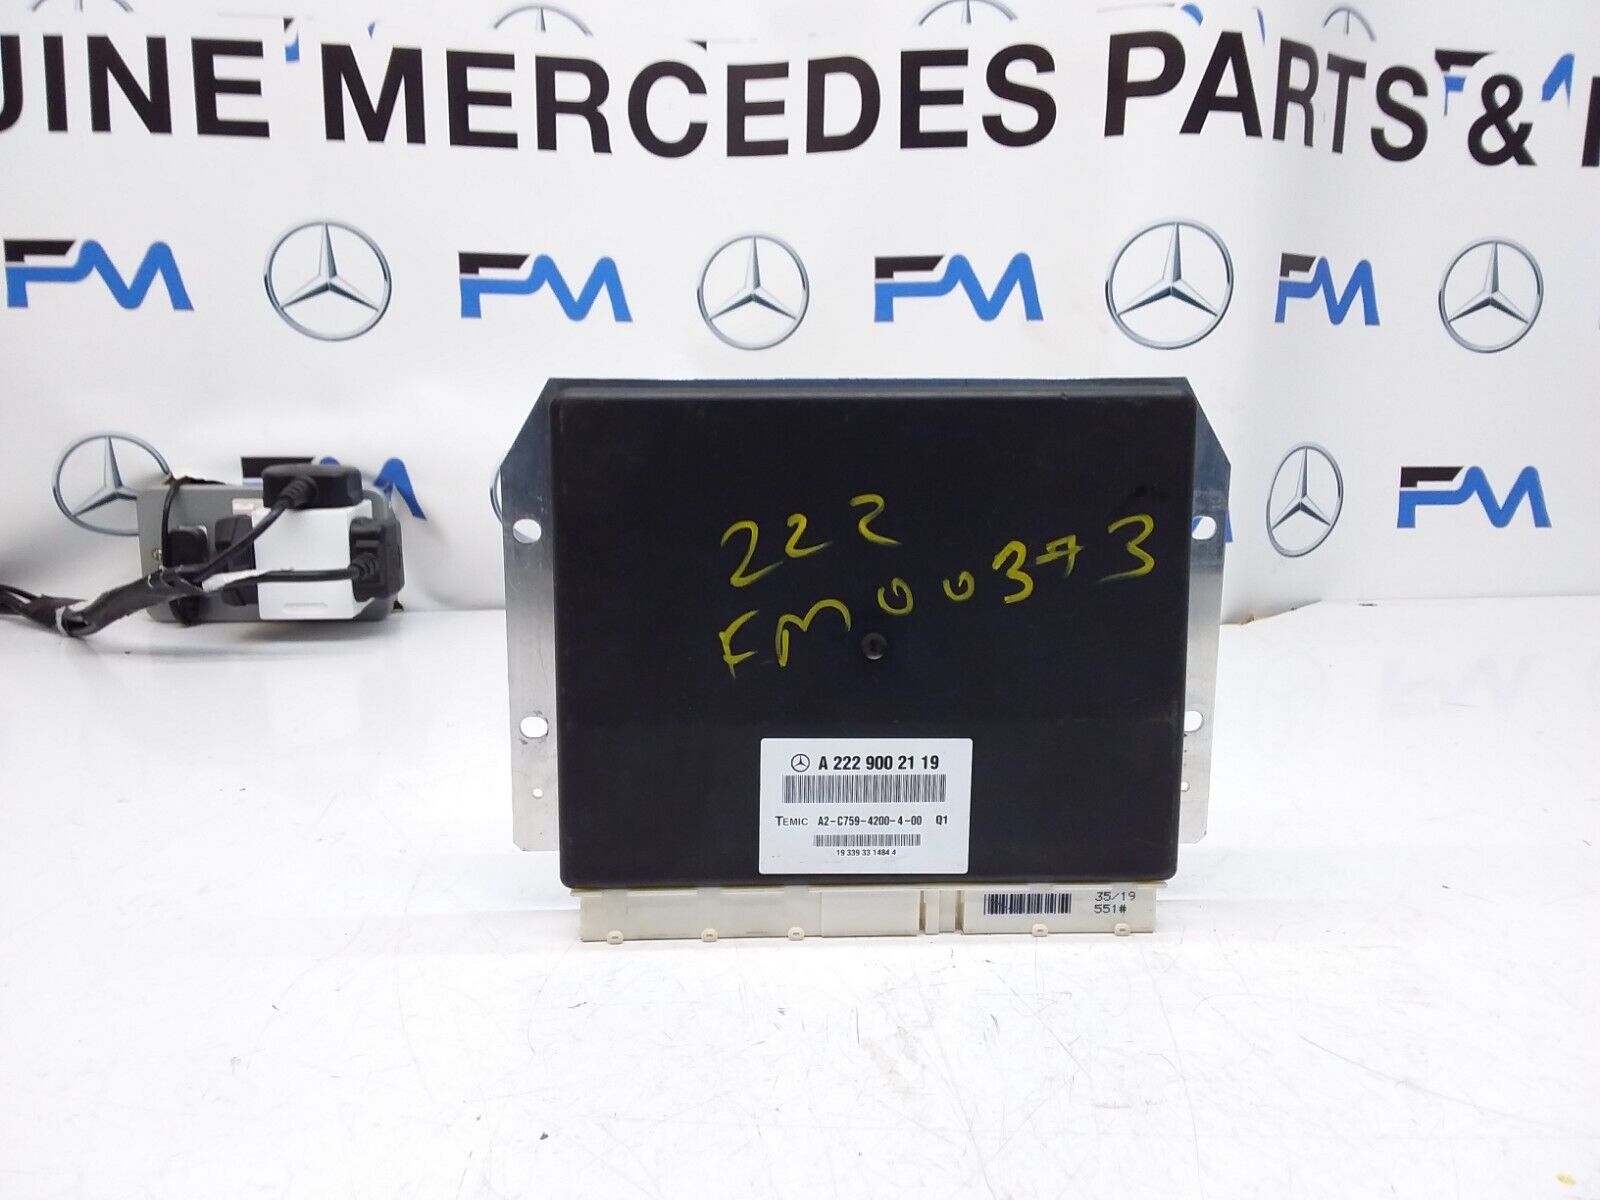 UINE MERCEDES PARTS &
FM FM FM FM
FM
222
FM000373
A 222 900 21 19
TEMIC A2-C759-4200-4-00 Q1
19 339 33 1484 4
35/19
551#